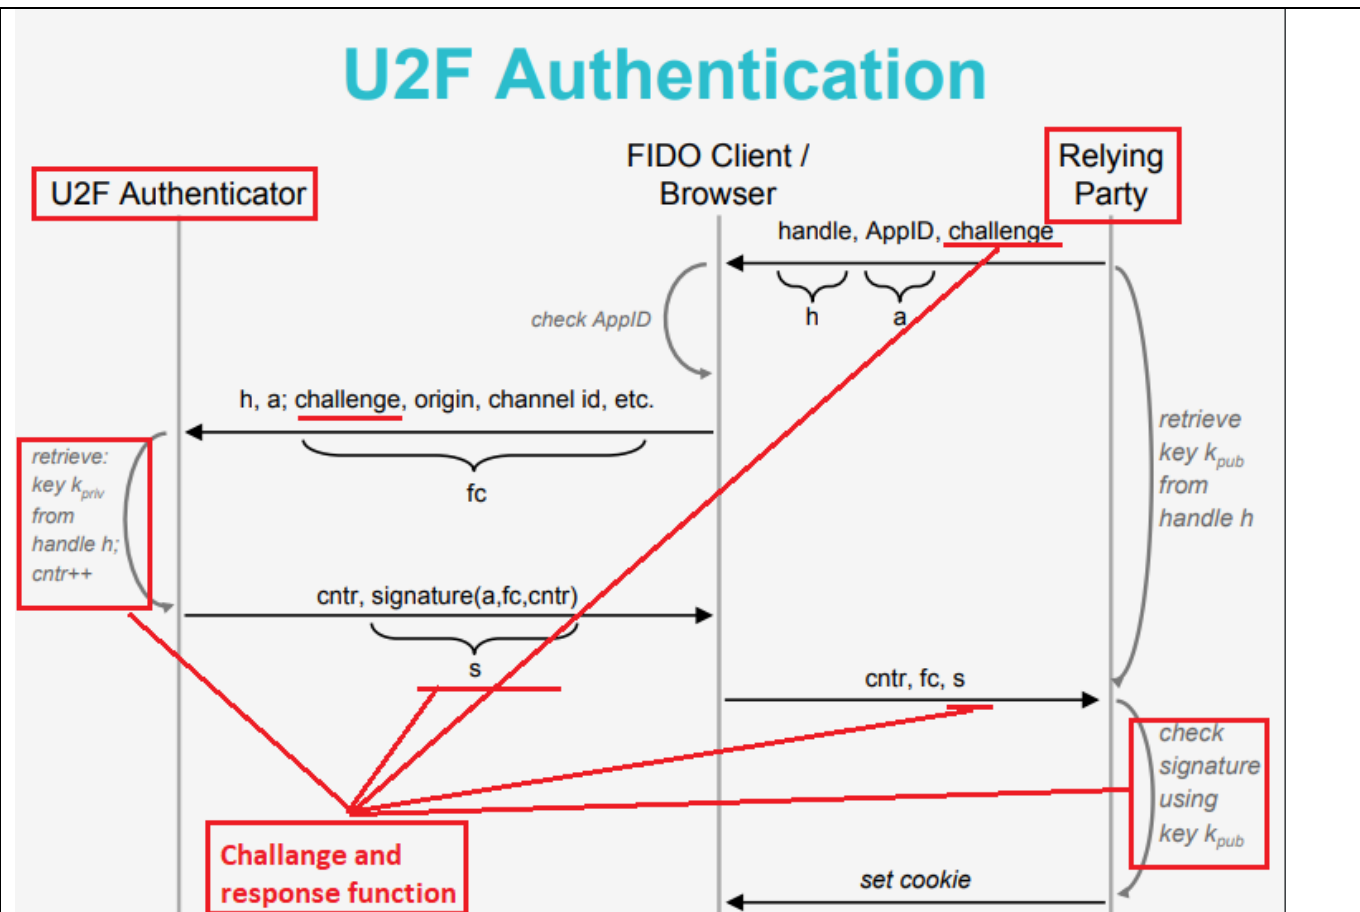 U2F Authentication
U2F Authenticator
FIDO Client /
Browser
Relying
Party
handle, AppID, challenge
h
a
check AppID
h, a; challenge, origin, channel id, etc.
fc
retrieve:
key kpriv
from
handle h;
cntr++
retrieve
key kpub
from
handle h
cntr, signature(a,fc,cntr)
s
cntr, fc, s
check
signature
using
key kpub
Challange and
response function
set cookie